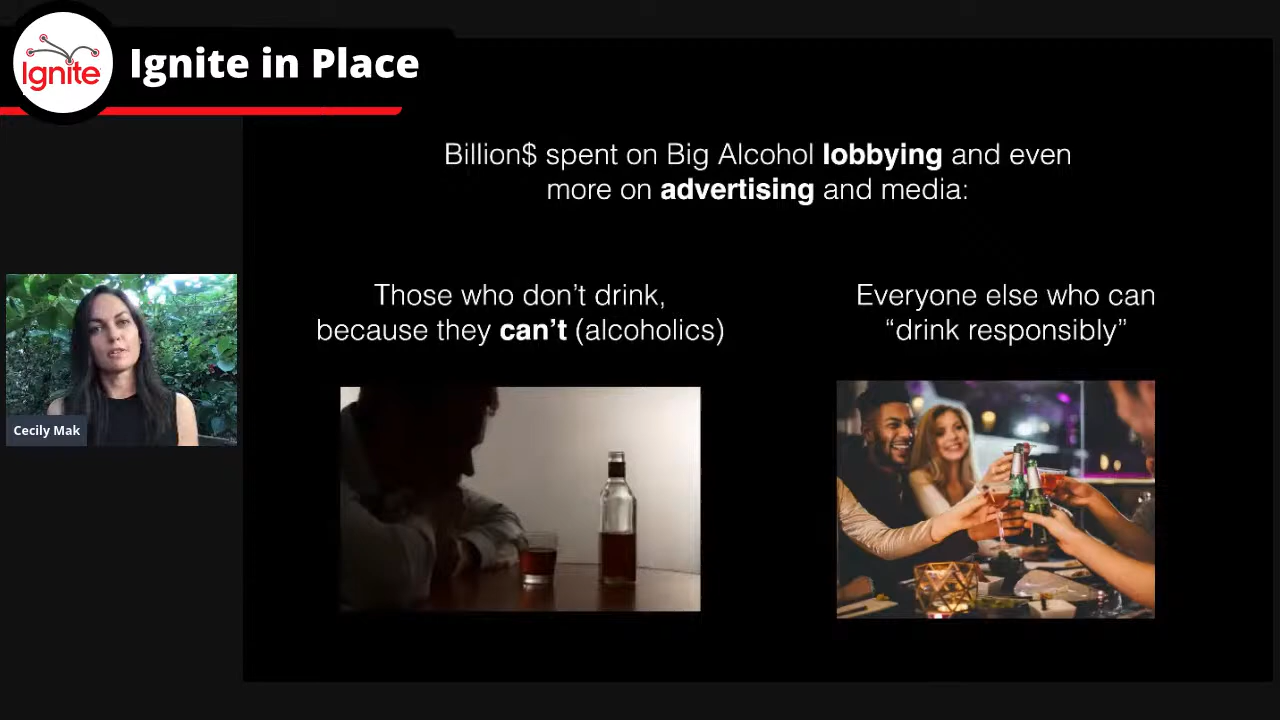 Ignite
Ignite in Place
Billion$ spent on Big Alcohol lobbying and even
more on advertising and media:
Those who don’t drink,
because they can’t (alcoholics)
Everyone else who can
“drink responsibly”
Cecily Mak